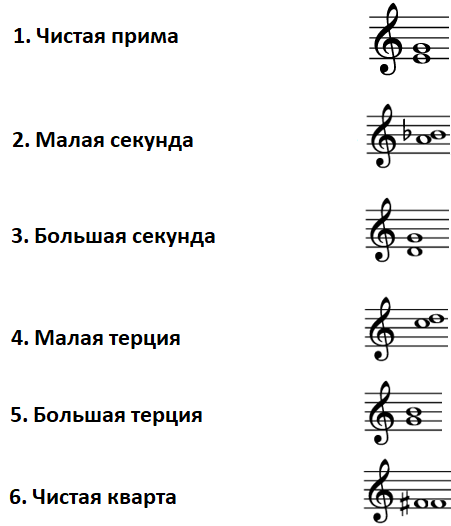 1. Чистая прима
2. Малая секунда
3. Большая секунда
4. Малая терция
5. Большая терция
6. Чистая кварта